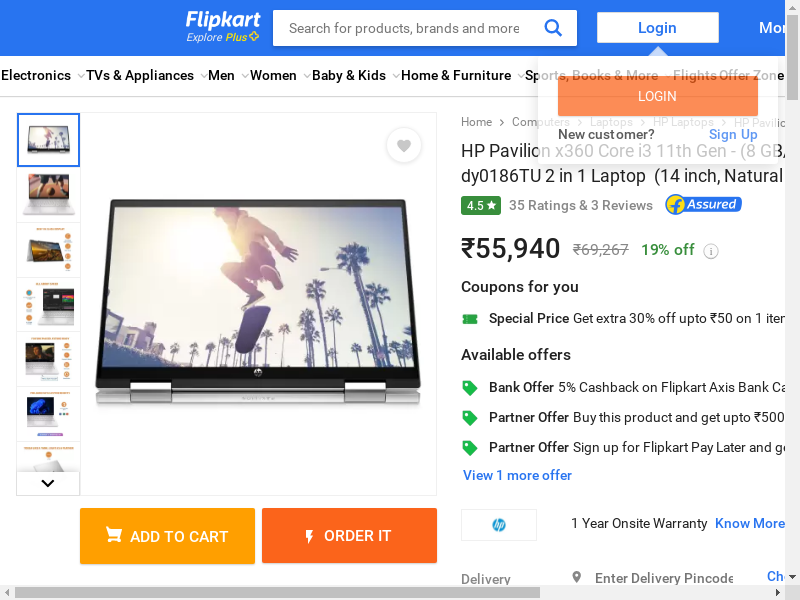 Flipkart
Explore Plus
Search for products, brands and more
Login
Mor
Electronics
TVs & Appliances
Men
Women
Baby & Kids
Home & Furniture
Sports, Books & More
Flights
Offer Zone
LOGIN
New customer?
Sign Up
Home
Computers
Laptops
HP Laptops
HP Pavilio
HP Pavilion x360 Core i3 11th Gen - (8 GB/
dy0186TU 2 in 1 Laptop (14 inch, Natural
4.5
35 Ratings & 3 Reviews
Assured
₹55,940
₹69,267
19% off
Coupons for you
Special Price Get extra 30% off upto ₹50 on 1 iten
Available offers
Bank Offer 5% Cashback on Flipkart Axis Bank Ca
Partner Offer Buy this product and get upto ₹500
Partner Offer Sign up for Flipkart Pay Later and ge
View 1 more offer
ADD TO CART
ORDER IT
hp
1 Year Onsite Warranty
Know More
Delivery
Enter Delivery Pincode
Che